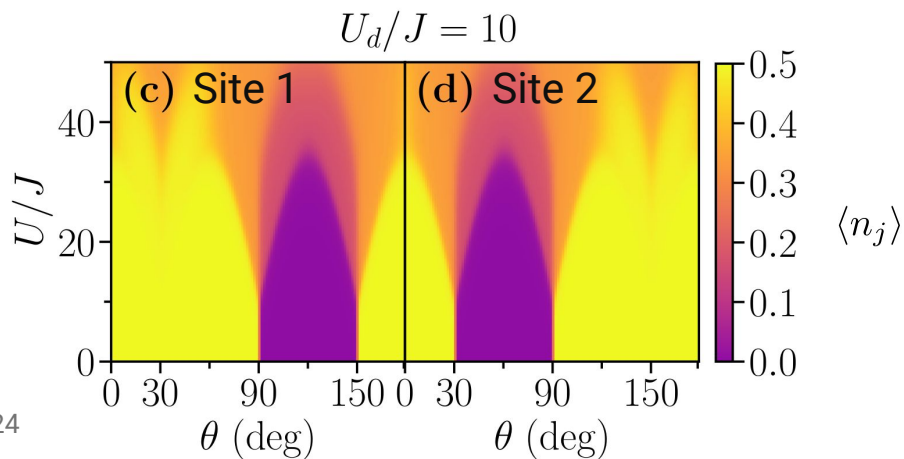 U_d/J = 10
(c) Site 1
(d) Site 2
U/J
40
20
0
0 30 90 150
0 30 90 150
θ (deg)
θ (deg)
0.5
0.4
0.3
0.2
0.1
0.0
⟨n_j⟩
24